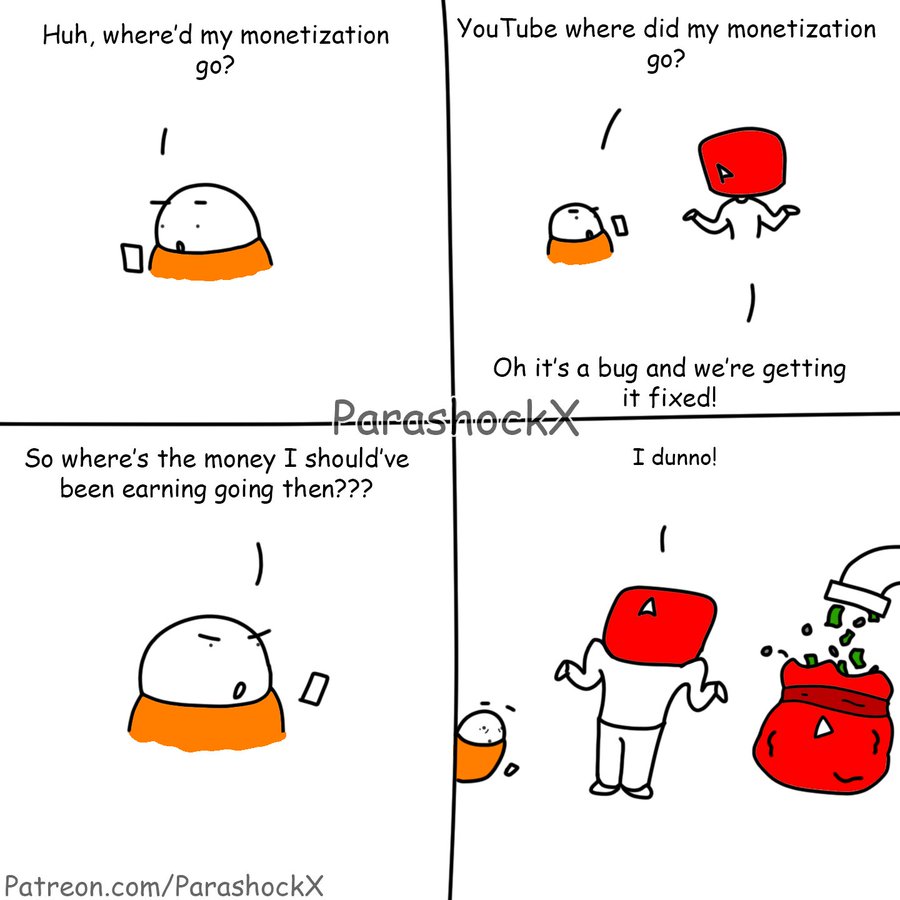 Huh, where'd my monetization
go?
YouTube where did my monetization
go?
Oh it's a bug and we're getting
it fixed!
ParashockX
So where's the money I should've
been earning going then???
I dunno!
Patreon.com/ParashockX